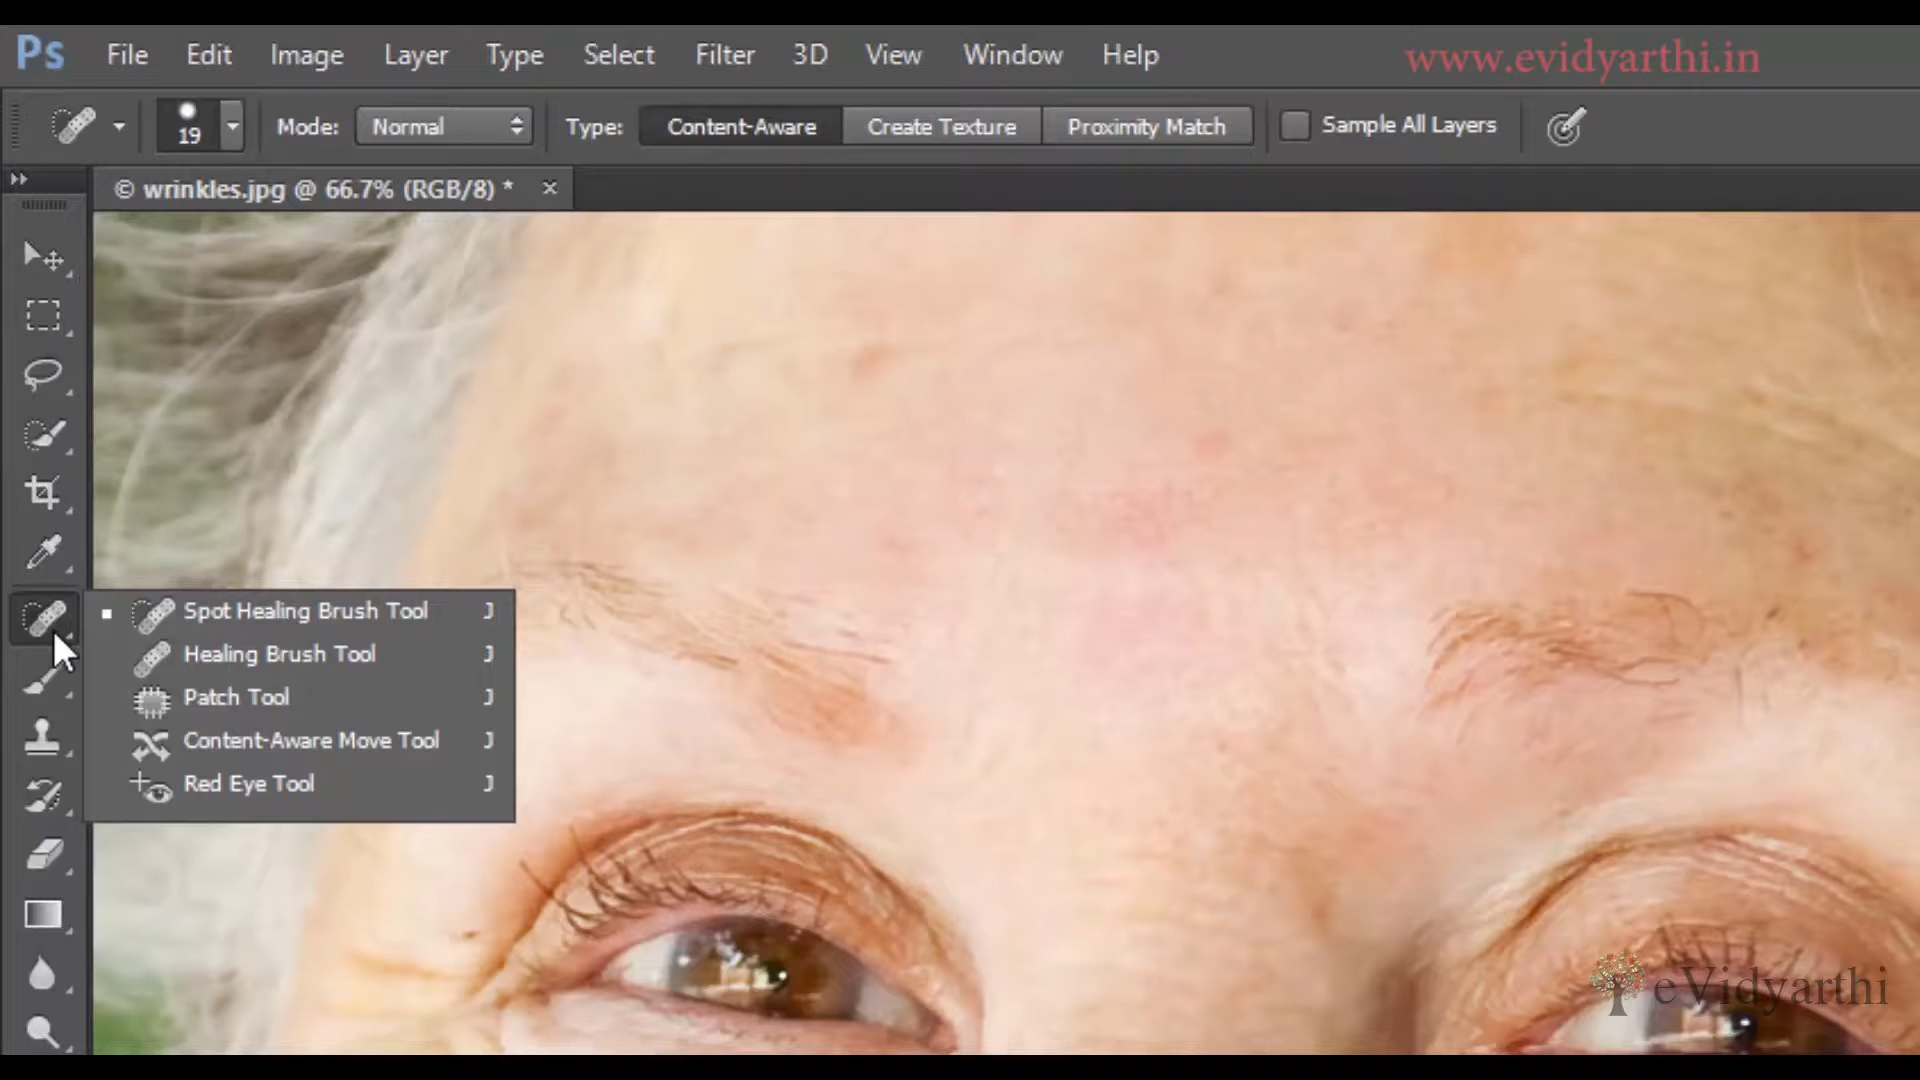 Ps File Edit Image Layer Type Select Filter 3D View Window Help www.evidyarthi.in
19 Mode: Normal Type: Content-Aware Create Texture Proximity Match Sample All Layers
© wrinkles.jpg @ 66.7% (RGB/8) * ×
Spot Healing Brush Tool J
Healing Brush Tool J
Patch Tool J
Content-Aware Move Tool J
Red Eye Tool J
eVidyarthi